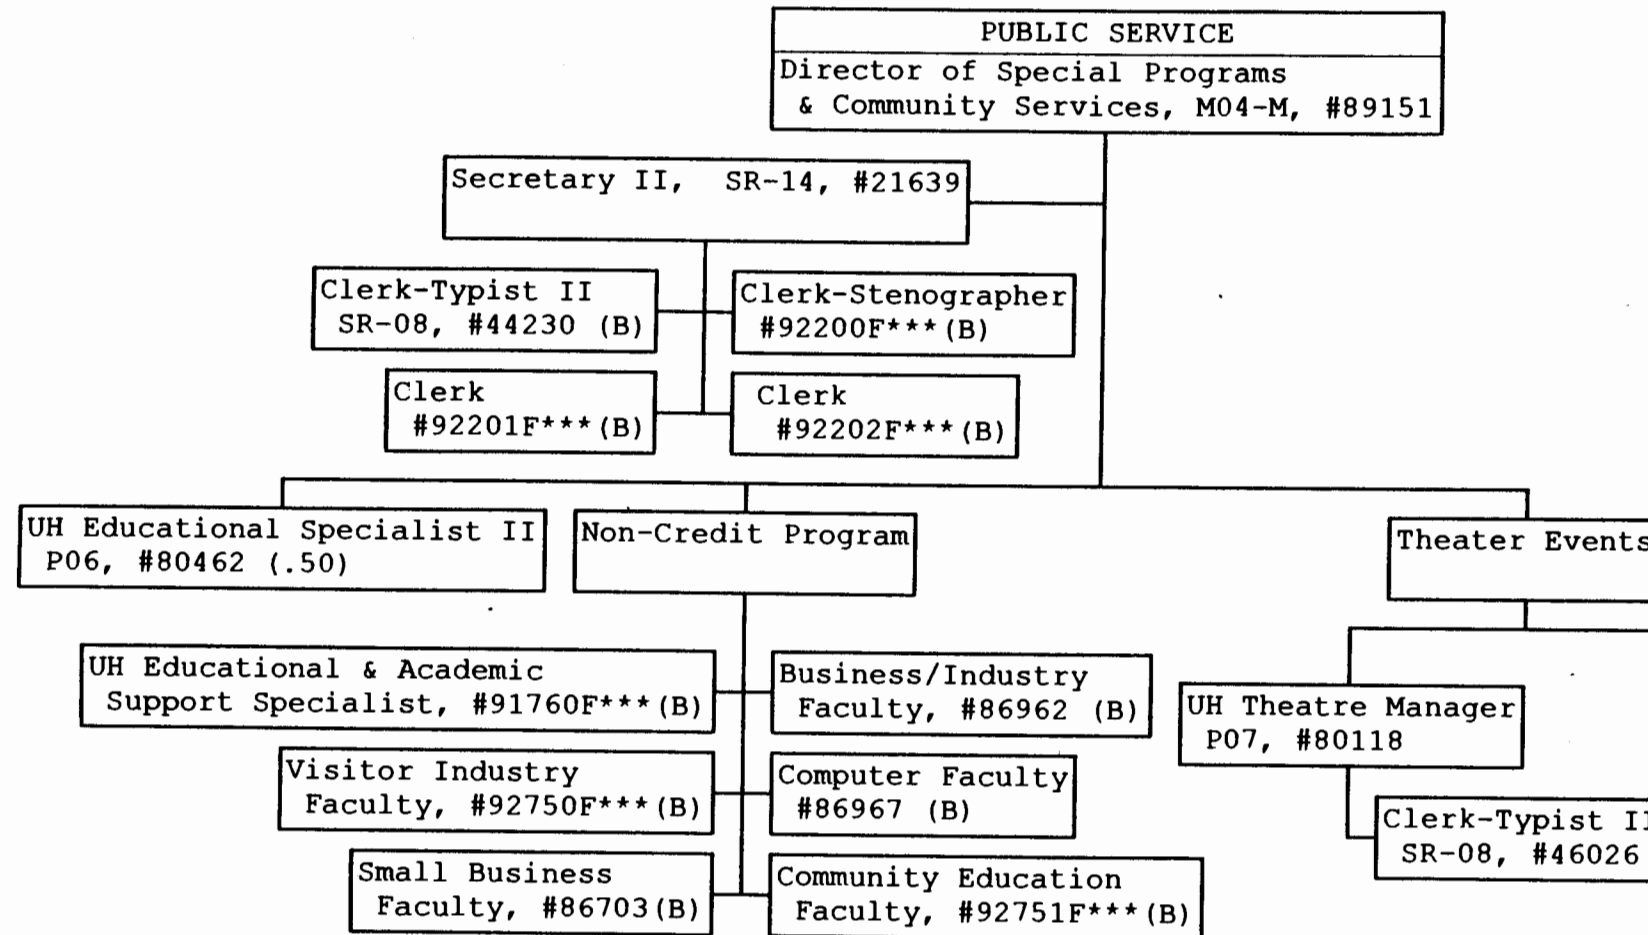 PUBLIC SERVICE
Director of Special Programs
& Community Services, M04-M, #89151
Secretary II, SR-14, #21639
Clerk-Typist II
SR-08, #44230 (B)
Clerk-Stenographer
#92200F***(B)
Clerk
#92201F***(B)
Clerk
#92202F***(B)
UH Educational Specialist II
P06, #80462 (.50)
Non-Credit Program
Theater Events
UH Educational & Academic
Support Specialist, #91760F***(B)
Business/Industry
Faculty, #86962 (B)
UH Theatre Manager
P07, #80118
Visitor Industry
Faculty, #92750F***(B)
Computer Faculty
#86967 (B)
Clerk-Typist II
SR-08, #46026
Small Business
Faculty, #86703(B)
Community Education
Faculty, #92751F***(B)